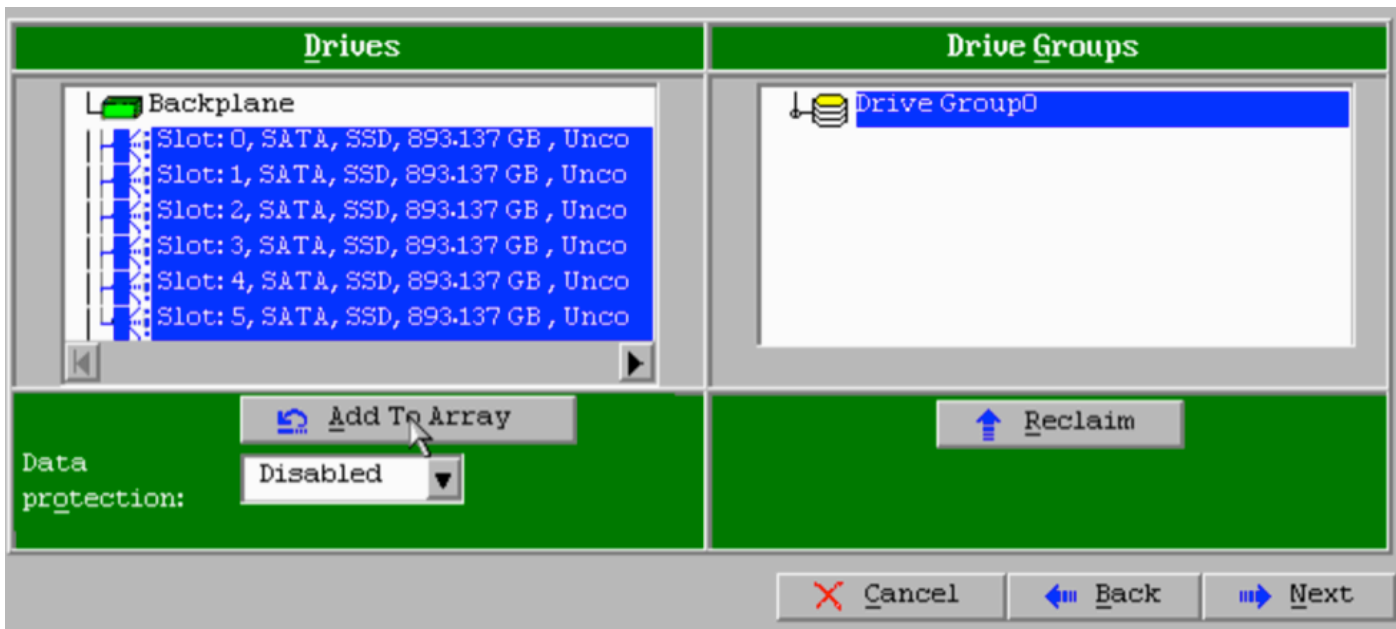 Drives
Drive Groups
Backplane
Slot: 0, SATA, SSD, 893.137 GB , Unco
Slot: 1, SATA, SSD, 893.137 GB , Unco
Slot: 2, SATA, SSD, 893.137 GB , Unco
Slot: 3, SATA, SSD, 893.137 GB , Unco
Slot: 4, SATA, SSD, 893.137 GB , Unco
Slot: 5, SATA, SSD, 893.137 GB , Unco
Drive Group0
Add To Array
Reclaim
Data
protection:
Disabled
Cancel
Back
Next